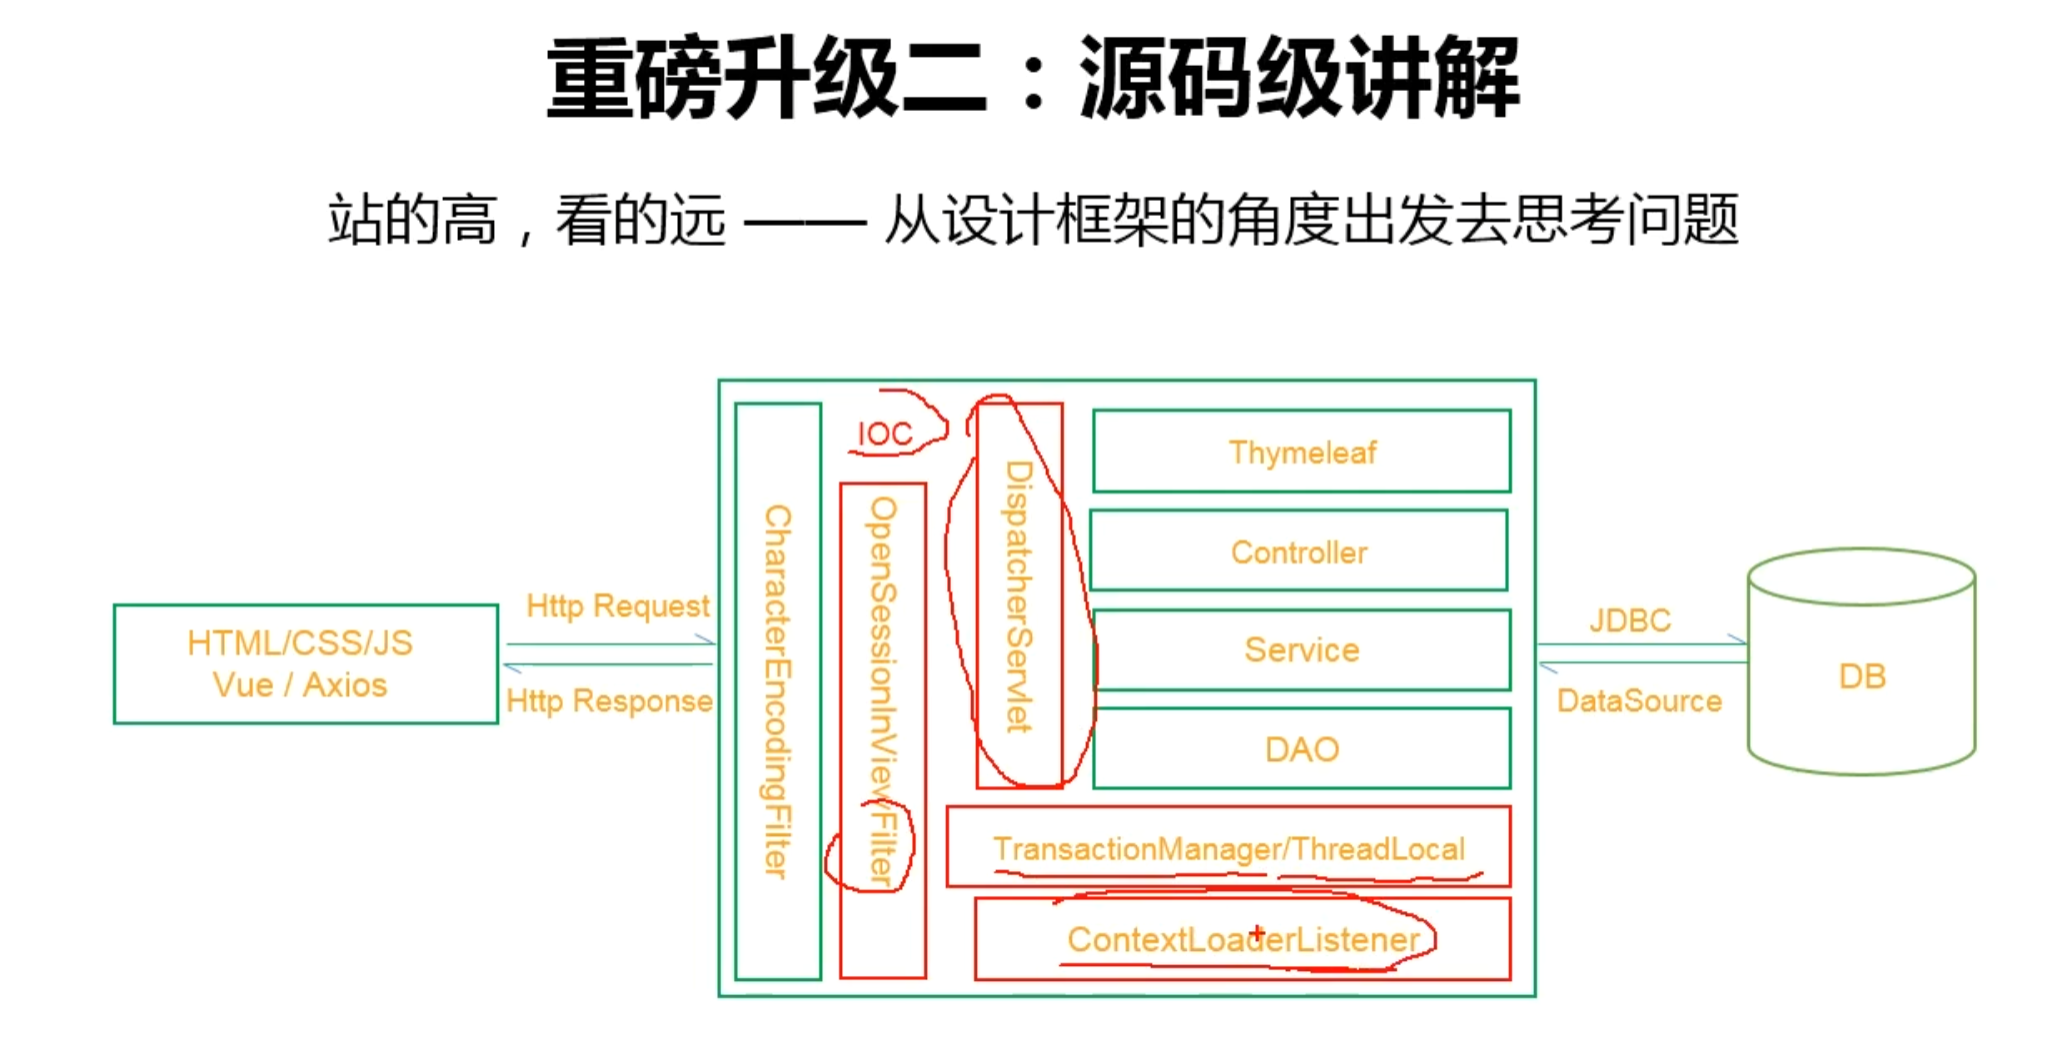 重磅升级二：源码级讲解
站的高，看的远 —— 从设计框架的角度出发去思考问题
HTML/CSS/JS
Vue / Axios
Http Request
Http Response
CharacterEncodingFilter
IOC
OpenSessionInViewFilter
DispatcherServlet
Thymeleaf
Controller
Service
DAO
TransactionManager/ThreadLocal
ContextLoaderListener
JDBC
DataSource
DB